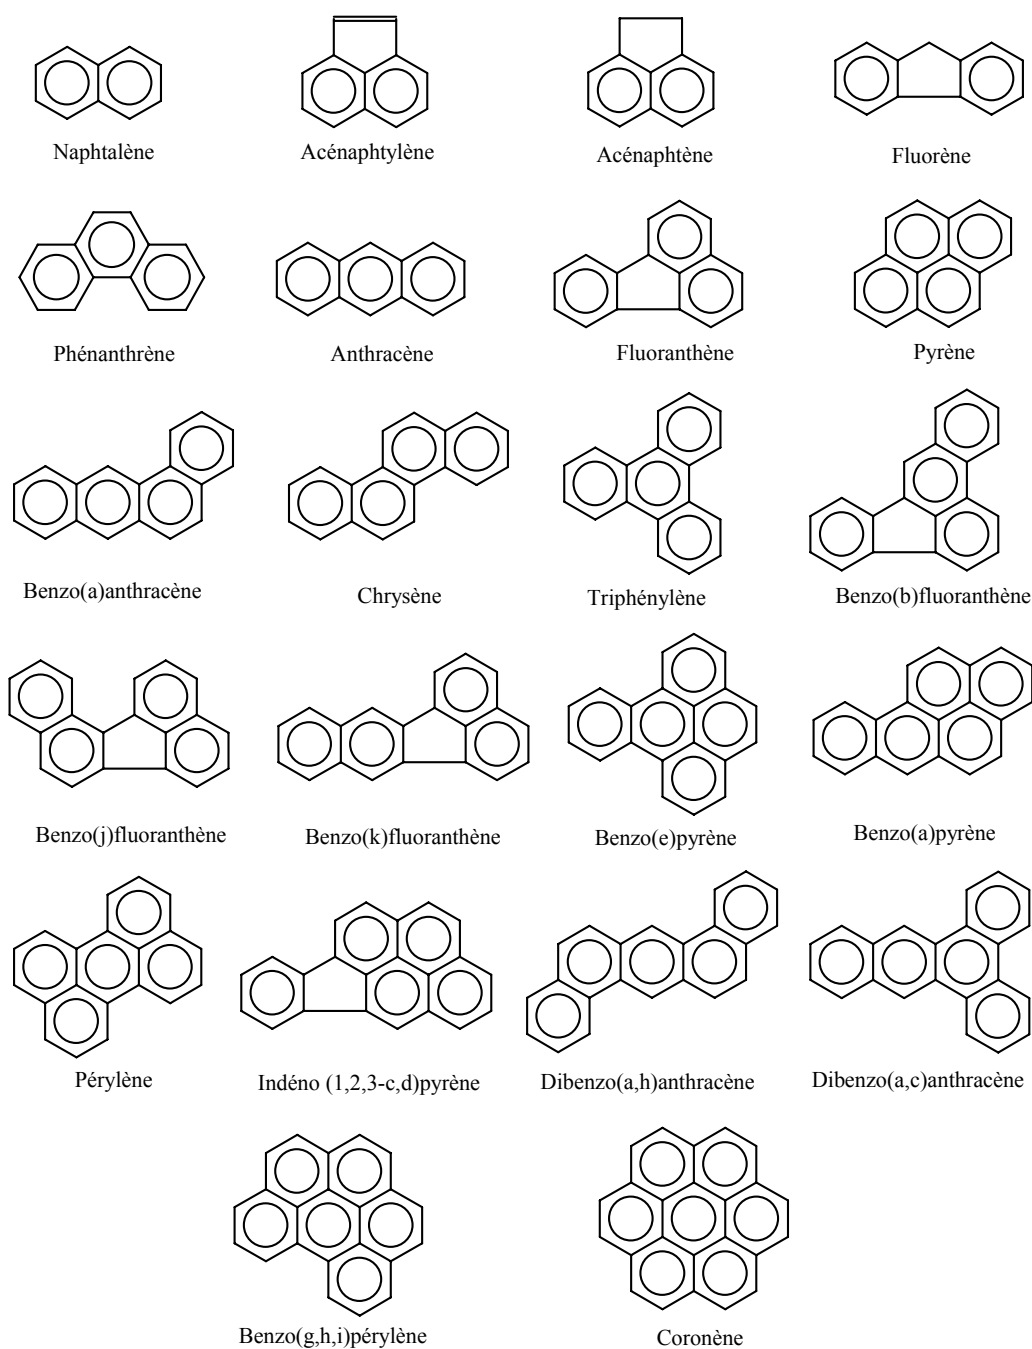 Naphtalène
Acénaphtylène
Acénaphtène
Fluorène
Phénanthrène
Anthracène
Fluoranthène
Pyrène
Benzo(a)anthracène
Chrysène
Triphénylène
Benzo(b)fluoranthène
Benzo(j)fluoranthène
Benzo(k)fluoranthène
Benzo(e)pyrène
Benzo(a)pyrène
Pérylène
Indéno (1,2,3-c,d)pyrène
Dibenzo(a,h)anthracène
Dibenzo(a,c)anthracène
Benzo(g,h,i)pérylène
Coronène